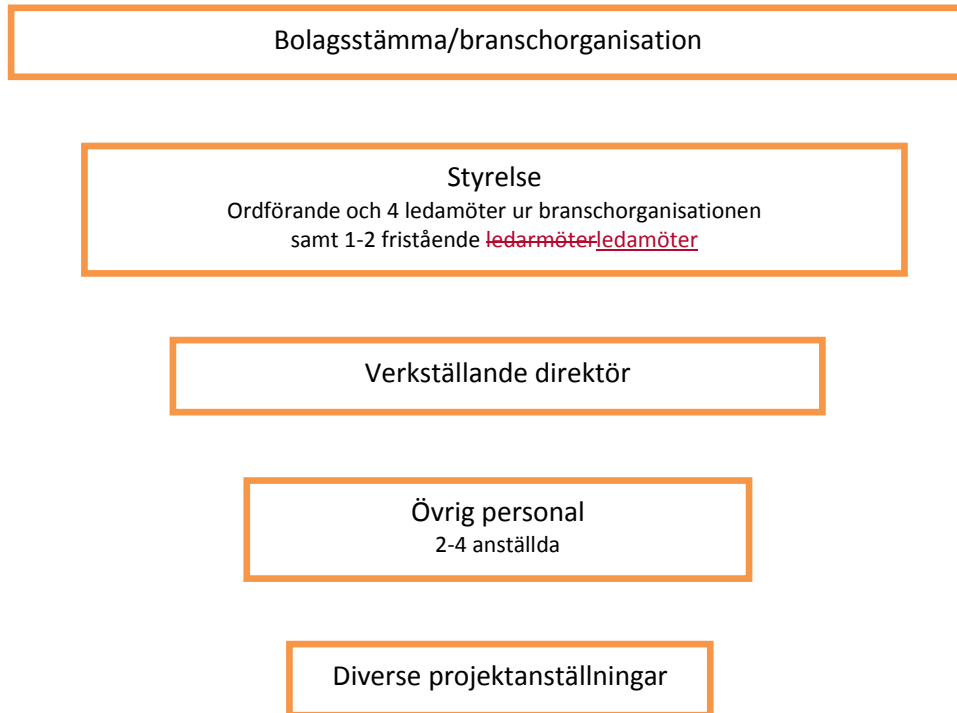 Bolagsstämma/branschorganisation
Styrelse
Ordförande och 4 ledamöter ur branschorganisationen
samt 1-2 fristående ledarmöterledamöter
Verkställande direktör
Övrig personal
2-4 anställda
Diverse projektanställningar